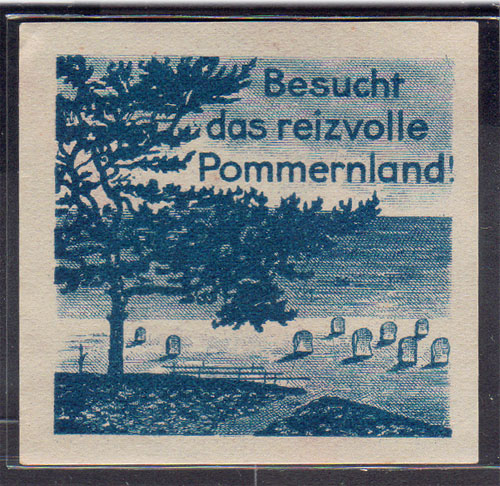 Besucht
das reizvolle
Pommernland!